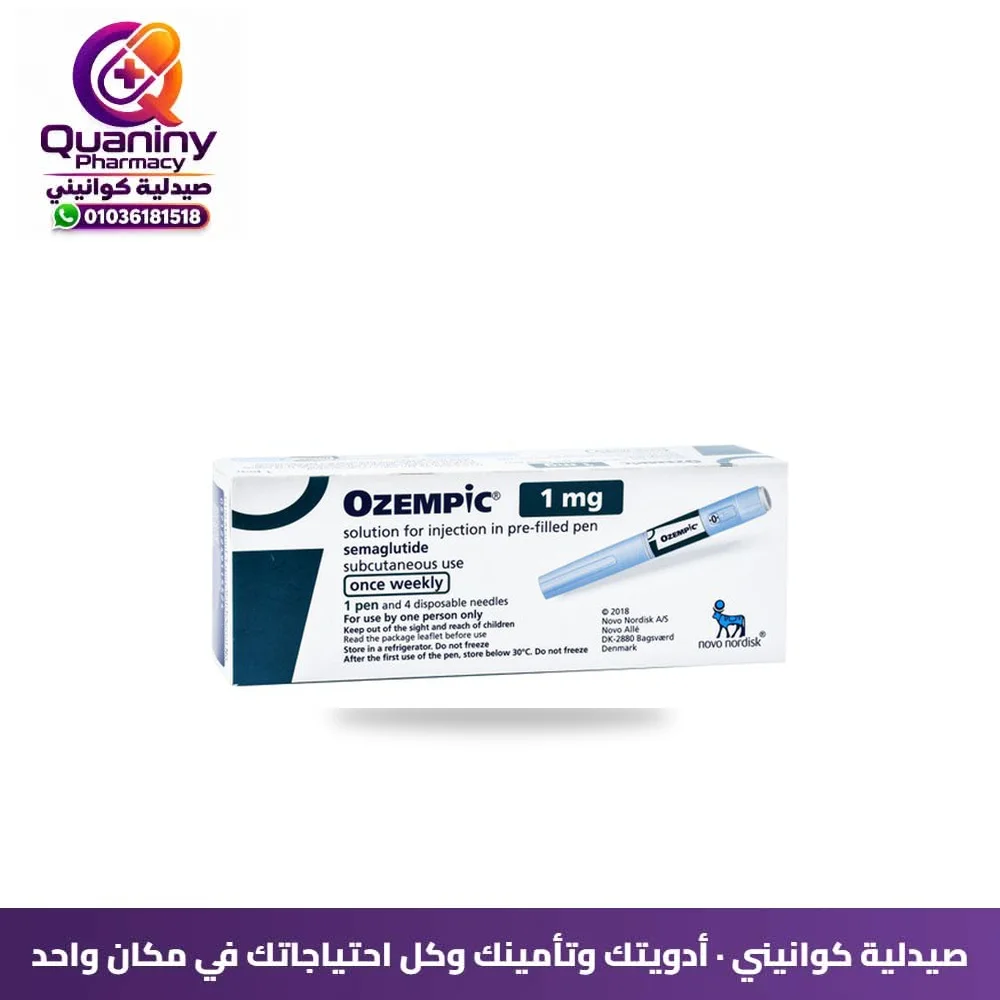 Quaniny
Pharmacy
صيدلية كوانيني
01036181518
OZEMPIC® 1 mg
solution for injection in pre-filled pen
semaglutide
subcutaneous use
once weekly
1 pen and 4 disposable needles
For use by one person only
Keep out of the sight and reach of children
Read the package leaflet before use
Store in a refrigerator. Do not freeze
After the first use of the pen, store below 30°C. Do not freeze
OZEMPIC®
© 2018
Novo Nordisk A/S
Novo Allé
DK-2880 Bagsværd
Denmark
novo nordisk®
صيدلية كوانيني · أدويتك وتأمينك وكل احتياجاتك في مكان واحد